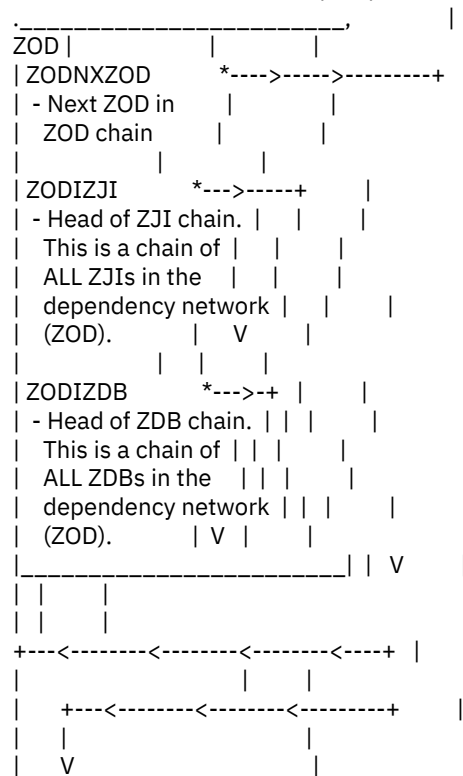 ._________________________,          |
ZOD |                    |              |
| ZODNXZOD          *---->----->---------+
|  - Next ZOD in        |              |
|    ZOD chain          |              |
|                    |              |
| ZODIZJI          *--->-----+        |
|  - Head of ZJI chain.  |     |        |
|    This is a chain of  |     |        |
|    ALL ZJIs in the     |     |        |
|    dependency network  |     |        |
|    (ZOD).            |     V        |
|                    |     |        |
| ZODIZDB           *--->-+  |        |
|  - Head of ZDB chain.  |  |  |        |
|    This is a chain of  |  |  |        |
|    ALL ZDBs in the     |  |  |        |
|    dependency network  |  |  |        |
|    (ZOD).            |  V  |        |
|_________________________|  |  V
|  |        |
|  |        |
+---<--------<--------<--------<----+  |
|                              |        |
|      +---<--------<--------<---------+        |
|      |                              |
|      V                              |